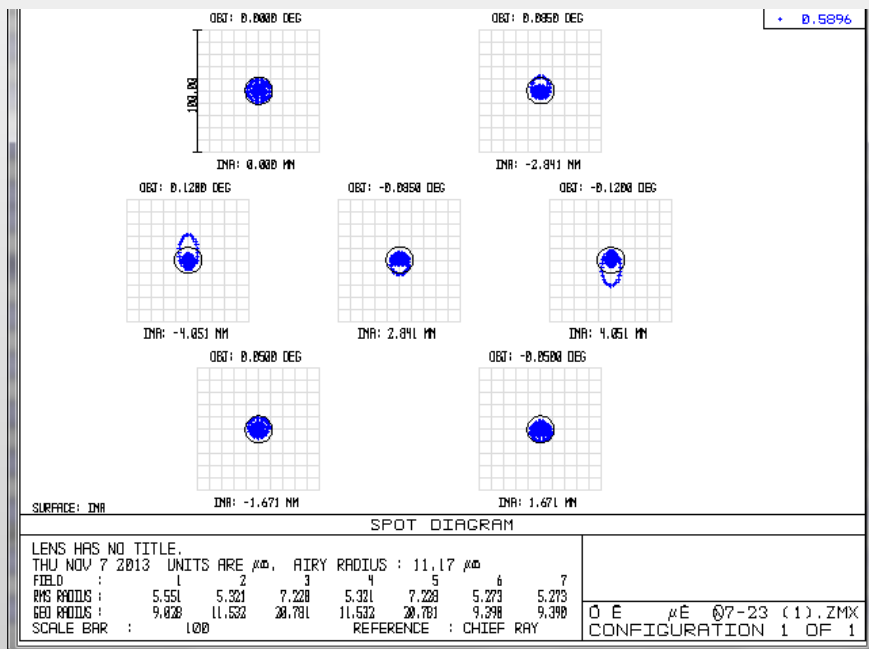 OBJ: 0.0000 DEG
OBJ: 0.0850 DEG
+ 0.5896
100.00
IMA: 0.000 MM
IMA: -2.841 MM
OBJ: 0.1200 DEG
OBJ: -0.0850 DEG
OBJ: -0.1200 DEG
IMA: -4.051 MM
IMA: 2.841 MM
IMA: 4.051 MM
OBJ: 0.0500 DEG
OBJ: -0.0500 DEG
IMA: -1.671 MM
IMA: 1.671 MM
SURFACE: IMA
SPOT DIAGRAM
LENS HAS NO TITLE.
THU NOV 7 2013 UNITS ARE µm. AIRY RADIUS : 11.17 µm
FIELD : 1 2 3 4 5 6 7
RMS RADIUS : 5.551 5.321 7.228 5.321 7.228 5.273 5.273
GEO RADIUS : 9.028 11.532 20.781 11.532 20.781 9.390 9.390
SCALE BAR : 100 REFERENCE : CHIEF RAY
07-23 (1).ZMX
CONFIGURATION 1 OF 1